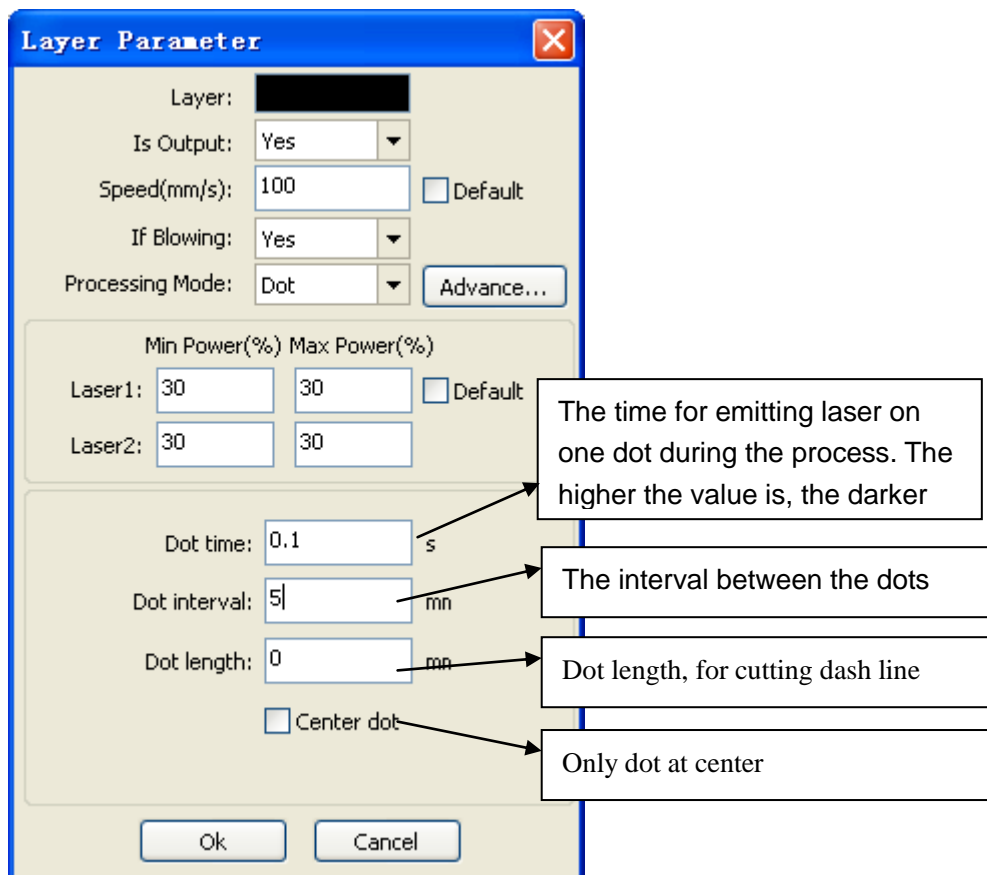 Layer Parameter
Layer:
Is Output: Yes
Speed(mm/s): 100 Default
If Blowing: Yes
Processing Mode: Dot Advance...
Min Power(%) Max Power(%)
Laser1: 30 30 Default
Laser2: 30 30
The time for emitting laser on
one dot during the process. The
higher the value is, the darker
Dot time: 0.1 s
The interval between the dots
Dot interval: 5 mn
Dot length: 0 mn
Dot length, for cutting dash line
Center dot
Only dot at center
Ok Cancel